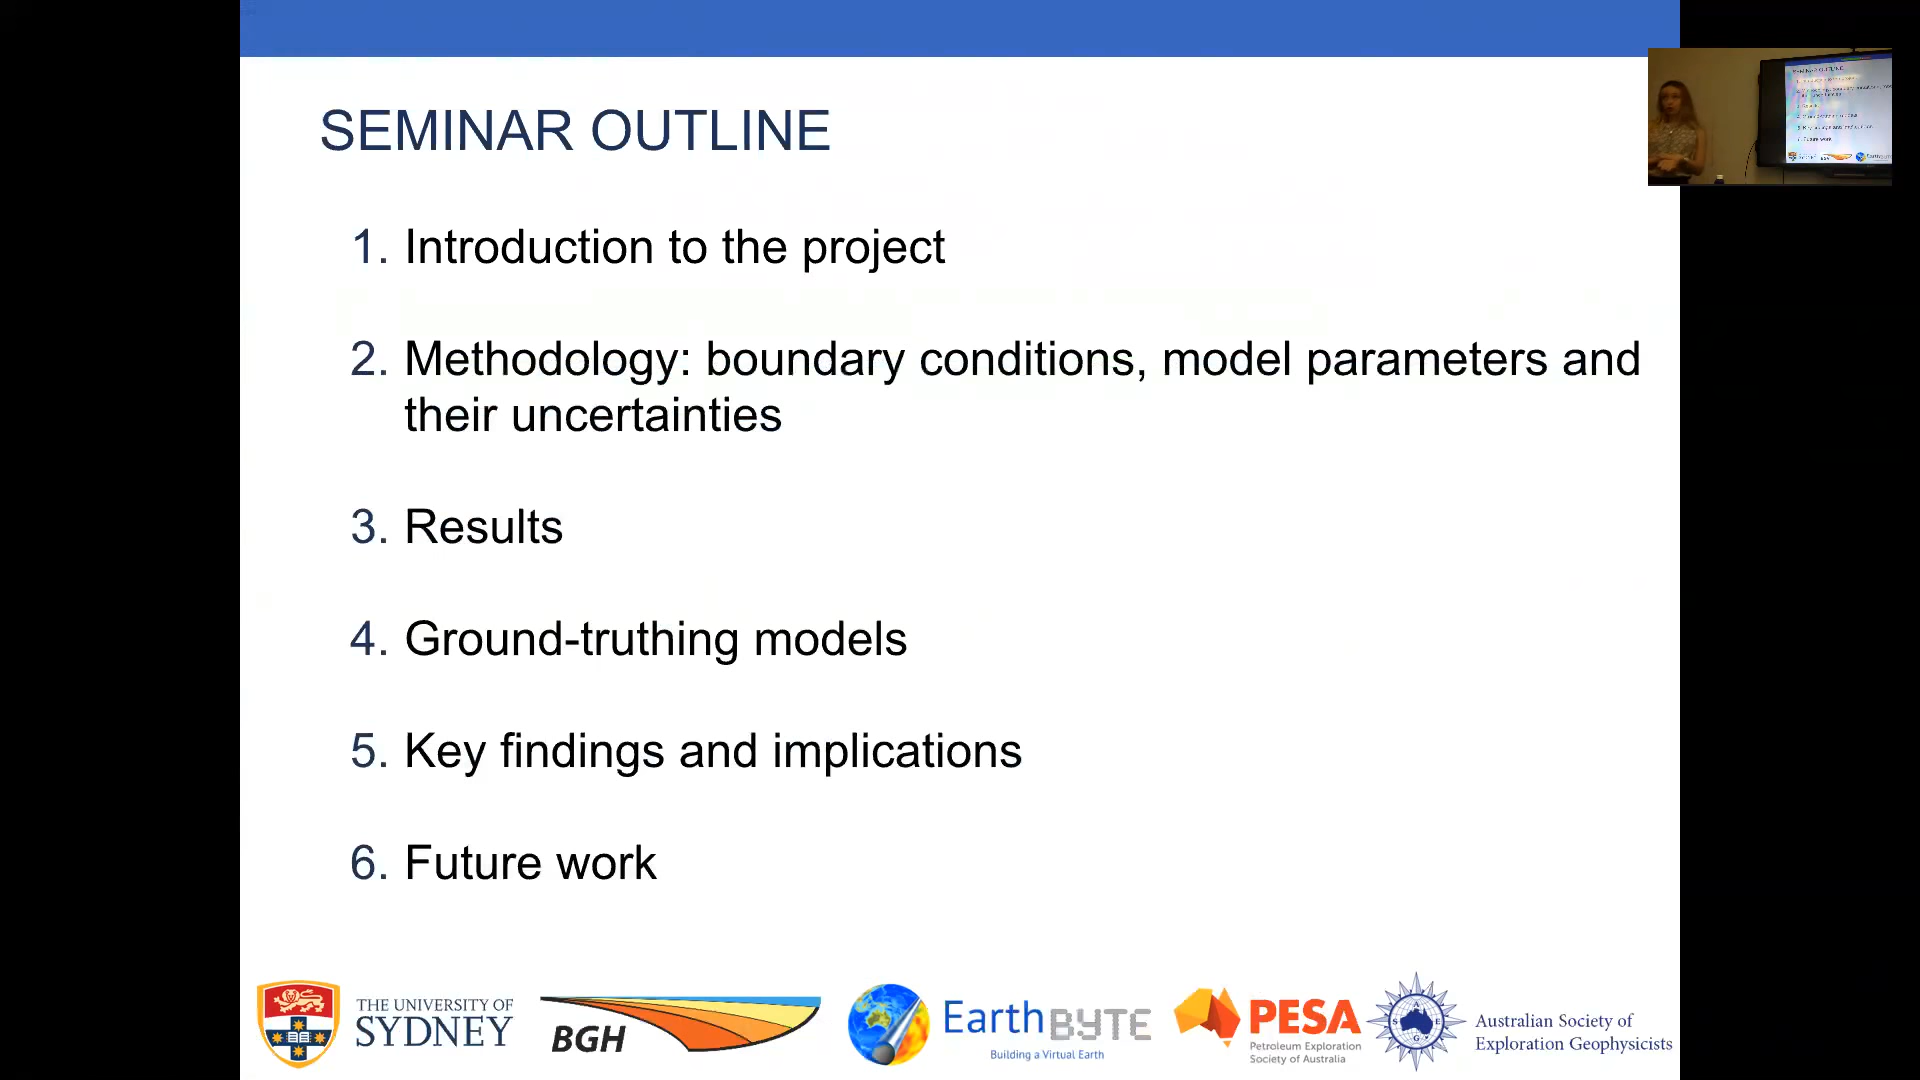 SEMINAR OUTLINE
1. Introduction to the project
2. Methodology: boundary conditions, model parameters and
their uncertainties
3. Results
4. Ground-truthing models
5. Key findings and implications
6. Future work
THE UNIVERSITY OF
SYDNEY
BGH
EarthBYTE
Building a Virtual Earth
PESA
Petroleum Exploration
Society of Australia
ASEG
Australian Society of
Exploration Geophysicists